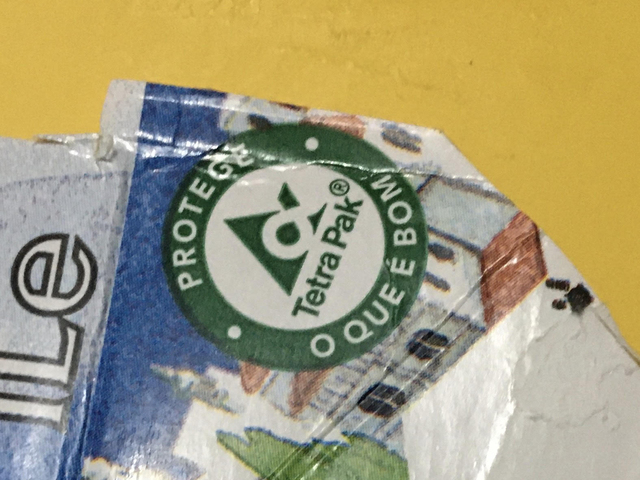 PROTEGE
O QUE É BOM
Tetra Pak®